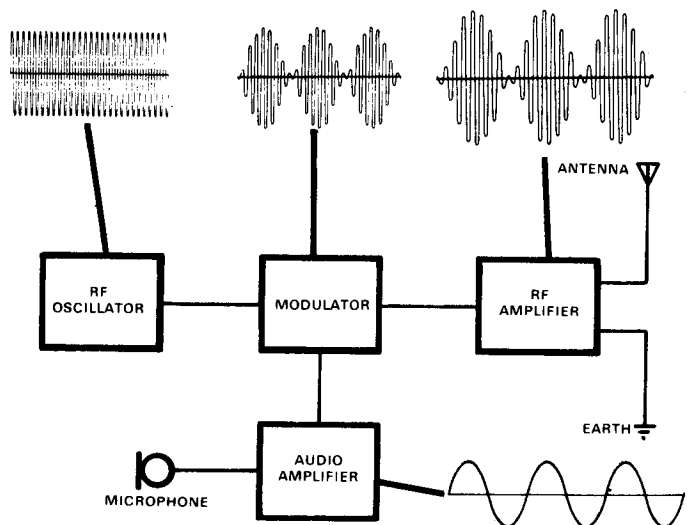 ANTENNA
RF
OSCILLATOR
MODULATOR
RF
AMPLIFIER
EARTH
AUDIO
AMPLIFIER
MICROPHONE